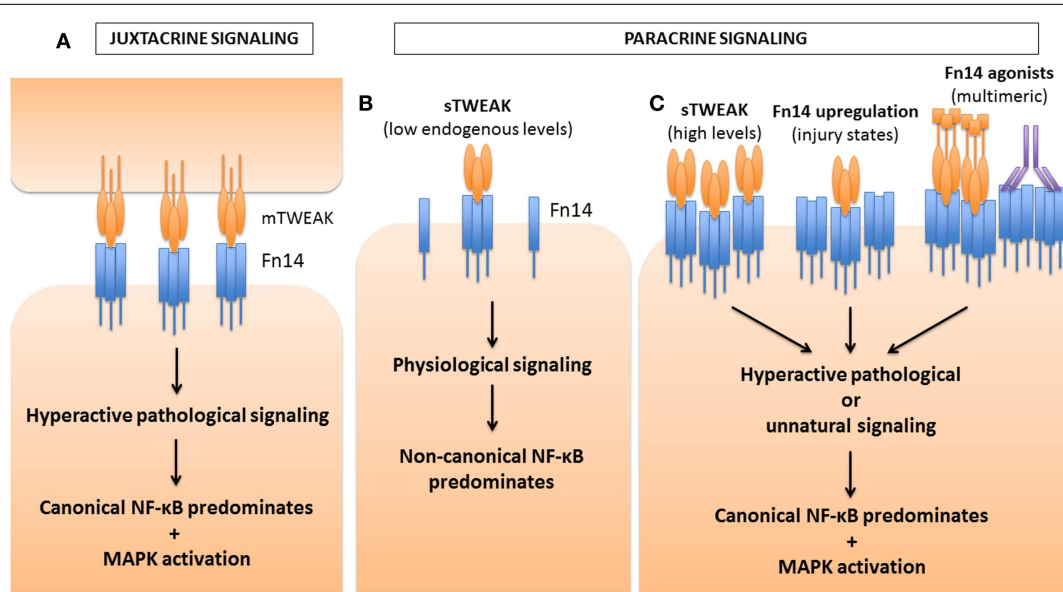 A
JUXTACRINE SIGNALING
mTWEAK
Fn14
Hyperactive pathological signaling
Canonical NF-κB predominates
+
MAPK activation
PARACRINE SIGNALING
B
sTWEAK
(low endogenous levels)
Fn14
Physiological signaling
Non-canonical NF-κB
predominates
C
sTWEAK
(high levels)
Fn14 upregulation
(injury states)
Fn14 agonists
(multimeric)
Hyperactive pathological
or
unnatural signaling
Canonical NF-κB predominates
+
MAPK activation